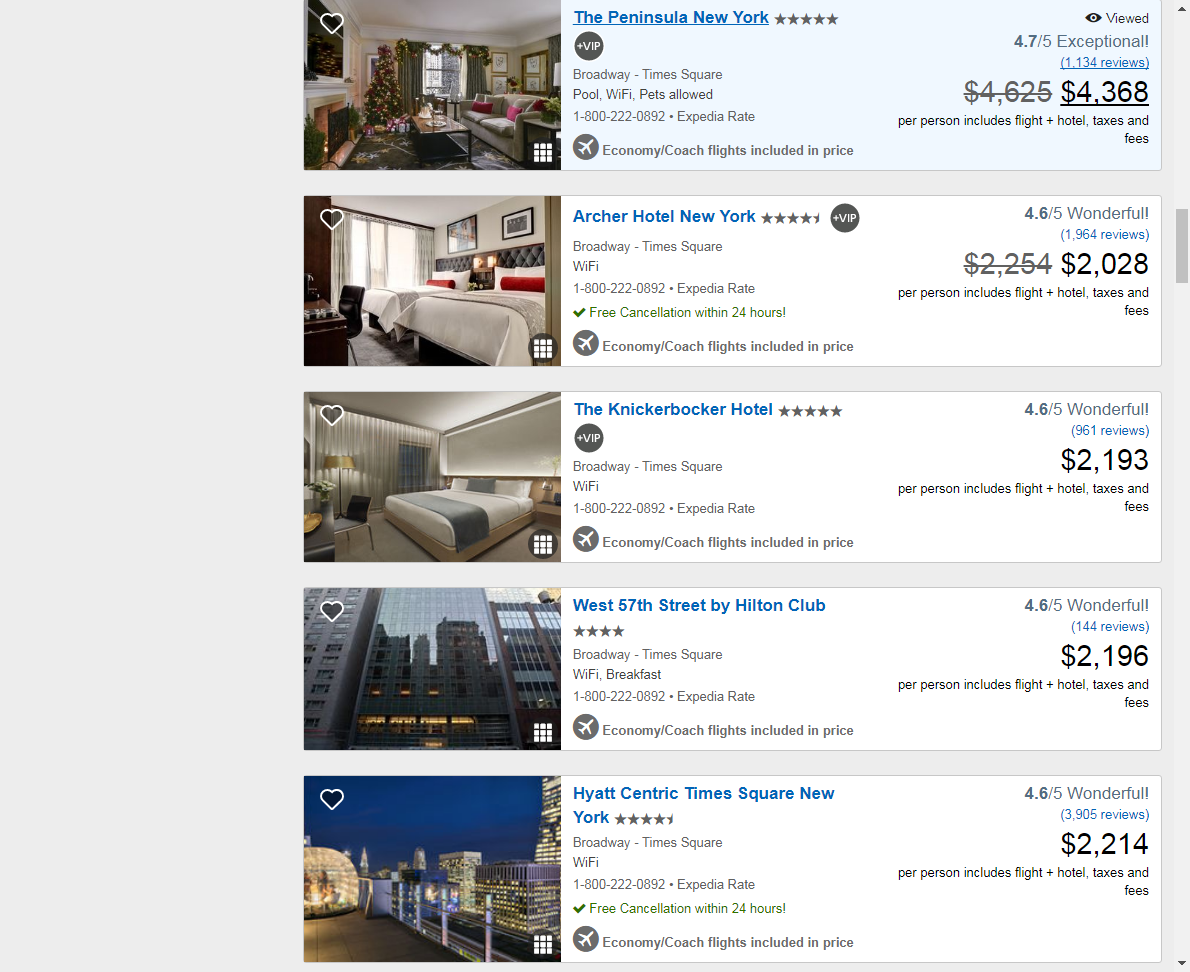 The Peninsula New York
+VIP
Broadway - Times Square
Pool, WiFi, Pets allowed
1-800-222-0892 • Expedia Rate
Economy/Coach flights included in price
Viewed
4.7/5 Exceptional!
(1,134 reviews)
$4,625 $4,368
per person includes flight + hotel, taxes and
fees
Archer Hotel New York +VIP
Broadway - Times Square
WiFi
1-800-222-0892 • Expedia Rate
Free Cancellation within 24 hours!
Economy/Coach flights included in price
4.6/5 Wonderful!
(1,964 reviews)
$2,254 $2,028
per person includes flight + hotel, taxes and
fees
The Knickerbocker Hotel
+VIP
Broadway - Times Square
WiFi
1-800-222-0892 • Expedia Rate
Economy/Coach flights included in price
4.6/5 Wonderful!
(961 reviews)
$2,193
per person includes flight + hotel, taxes and
fees
West 57th Street by Hilton Club
Broadway - Times Square
WiFi, Breakfast
1-800-222-0892 • Expedia Rate
Economy/Coach flights included in price
4.6/5 Wonderful!
(144 reviews)
$2,196
per person includes flight + hotel, taxes and
fees
Hyatt Centric Times Square New
York
Broadway - Times Square
WiFi
1-800-222-0892 • Expedia Rate
Free Cancellation within 24 hours!
Economy/Coach flights included in price
4.6/5 Wonderful!
(3,905 reviews)
$2,214
per person includes flight + hotel, taxes and
fees